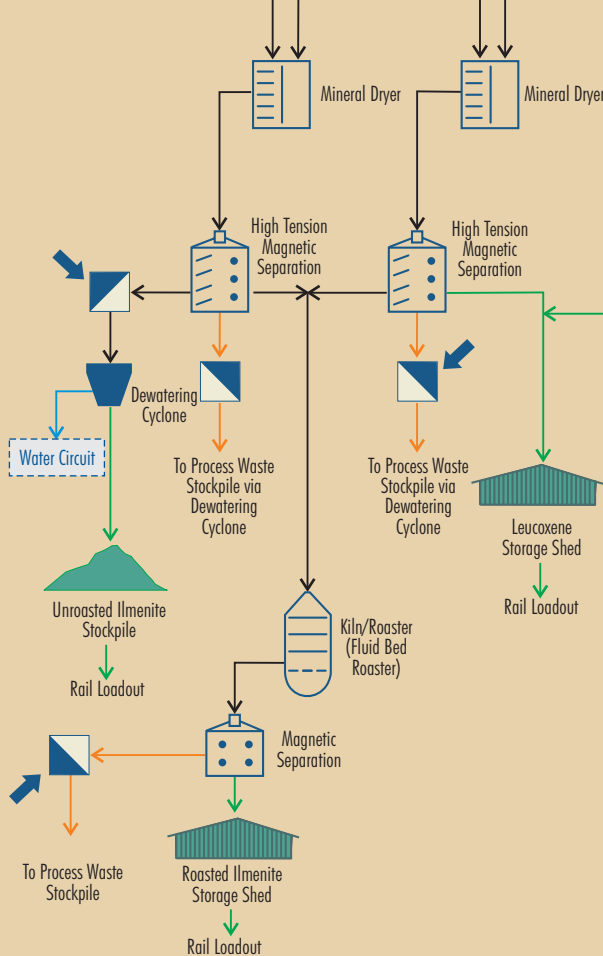 Mineral Dryer
Mineral Dryer
High Tension
Magnetic
Separation
High Tension
Magnetic
Separation
Dewatering
Cyclone
Water Circuit
To Process Waste
Stockpile via
Dewatering
Cyclone
To Process Waste
Stockpile via
Dewatering
Cyclone
Leucoxene
Storage Shed
Rail Loadout
Unroasted Ilmenite
Stockpile
Rail Loadout
Kiln/Roaster
(Fluid Bed
Roaster)
Magnetic
Separation
To Process Waste
Stockpile
Roasted Ilmenite
Storage Shed
Rail Loadout